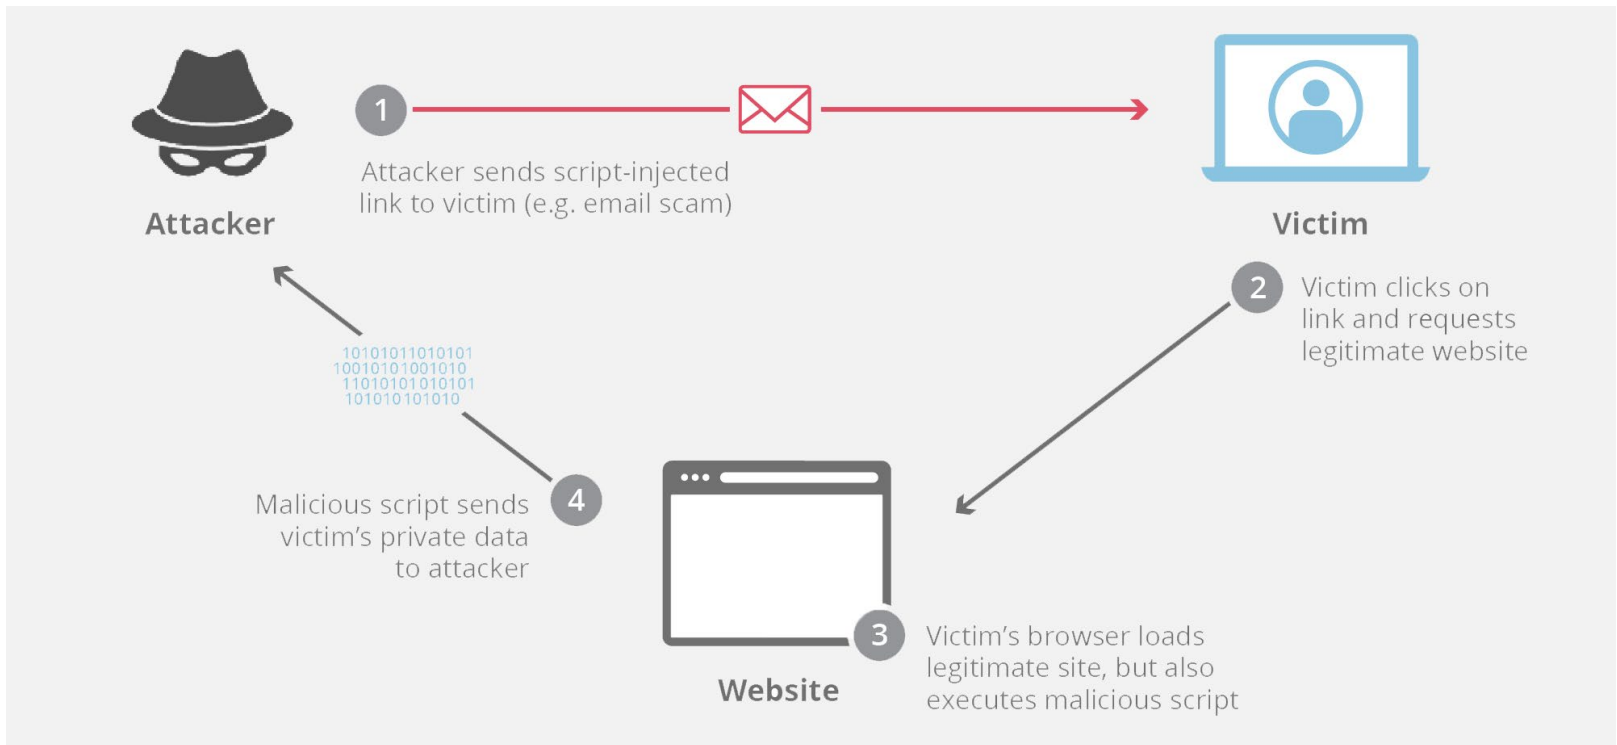 1
Attacker sends script-injected
link to victim (e.g. email scam)
Attacker
Victim
2
Victim clicks on
link and requests
legitimate website
10101011010101
10010101001010
11010101010101
101010101010
4
Malicious script sends
victim’s private data
to attacker
3
Victim’s browser loads
legitimate site, but also
executes malicious script
Website